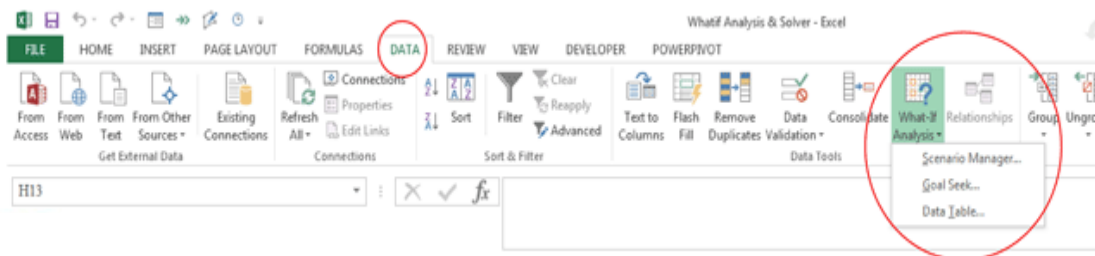 Whatif Analysis & Solver - Excel
FILE HOME INSERT PAGE LAYOUT FORMULAS DATA REVIEW VIEW DEVELOPER POWERPIVOT
From Access
From Web
From Text
From Other Sources
Existing Connections
Get External Data
Refresh All
Connections
Properties
Edit Links
Connections
Sort
Filter
Clear
Reapply
Advanced
Sort & Filter
Text to Columns
Flash Fill
Remove Duplicates
Data Validation
Consolidate
What-If Analysis
Relationships
Data Tools
Group
Ungro
Scenario Manager...
Goal Seek...
Data Table...
H13
fx